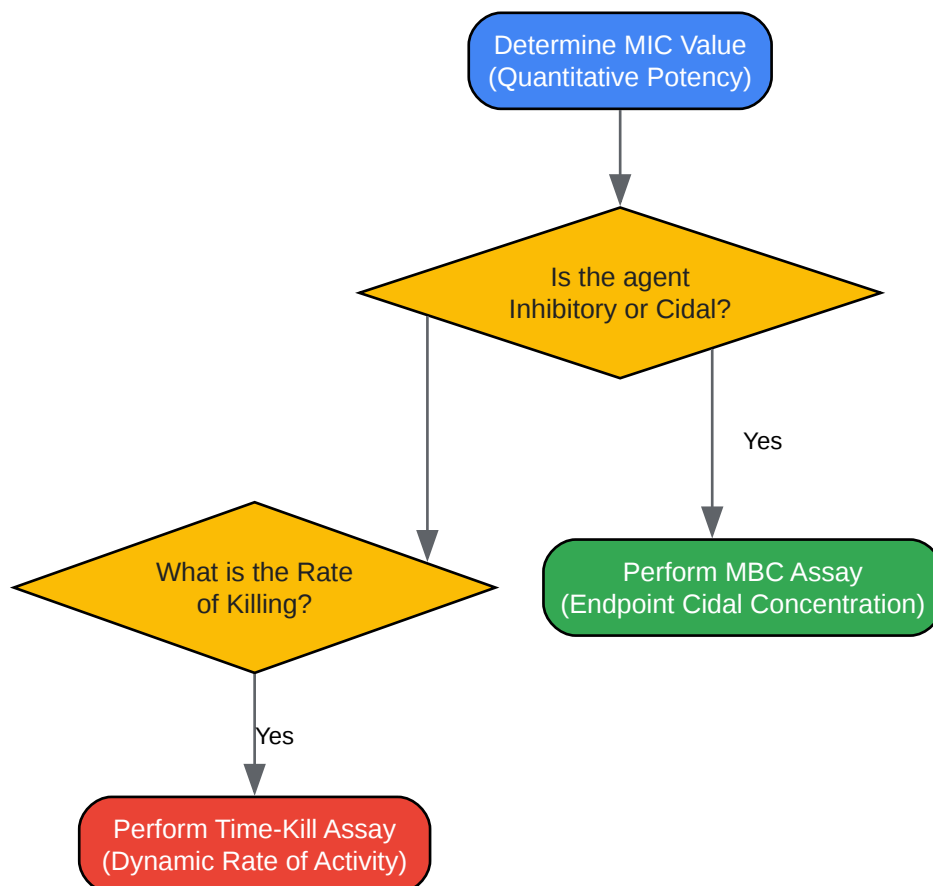 Determine MIC Value
(Quantitative Potency)
Is the agent
Inhibitory or Cidal?
Yes
What is the Rate
of Killing?
Perform MBC Assay
(Endpoint Cidal Concentration)
Yes
Perform Time-Kill Assay
(Dynamic Rate of Activity)